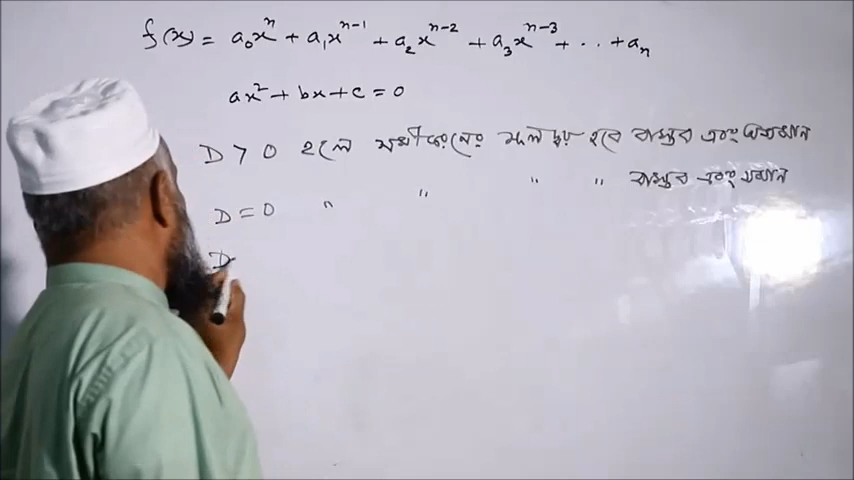 f(x) = a₀xⁿ + a₁xⁿ⁻¹ + a₂xⁿ⁻² + a₃xⁿ⁻³ + . . + aₙ
ax² + bx + c = 0
D > 0 হলে সমীকরনের মূলদ্বয় হবে বাস্তব এবং অসমান
D = 0 " " " " বাস্তব এবং সমান
D